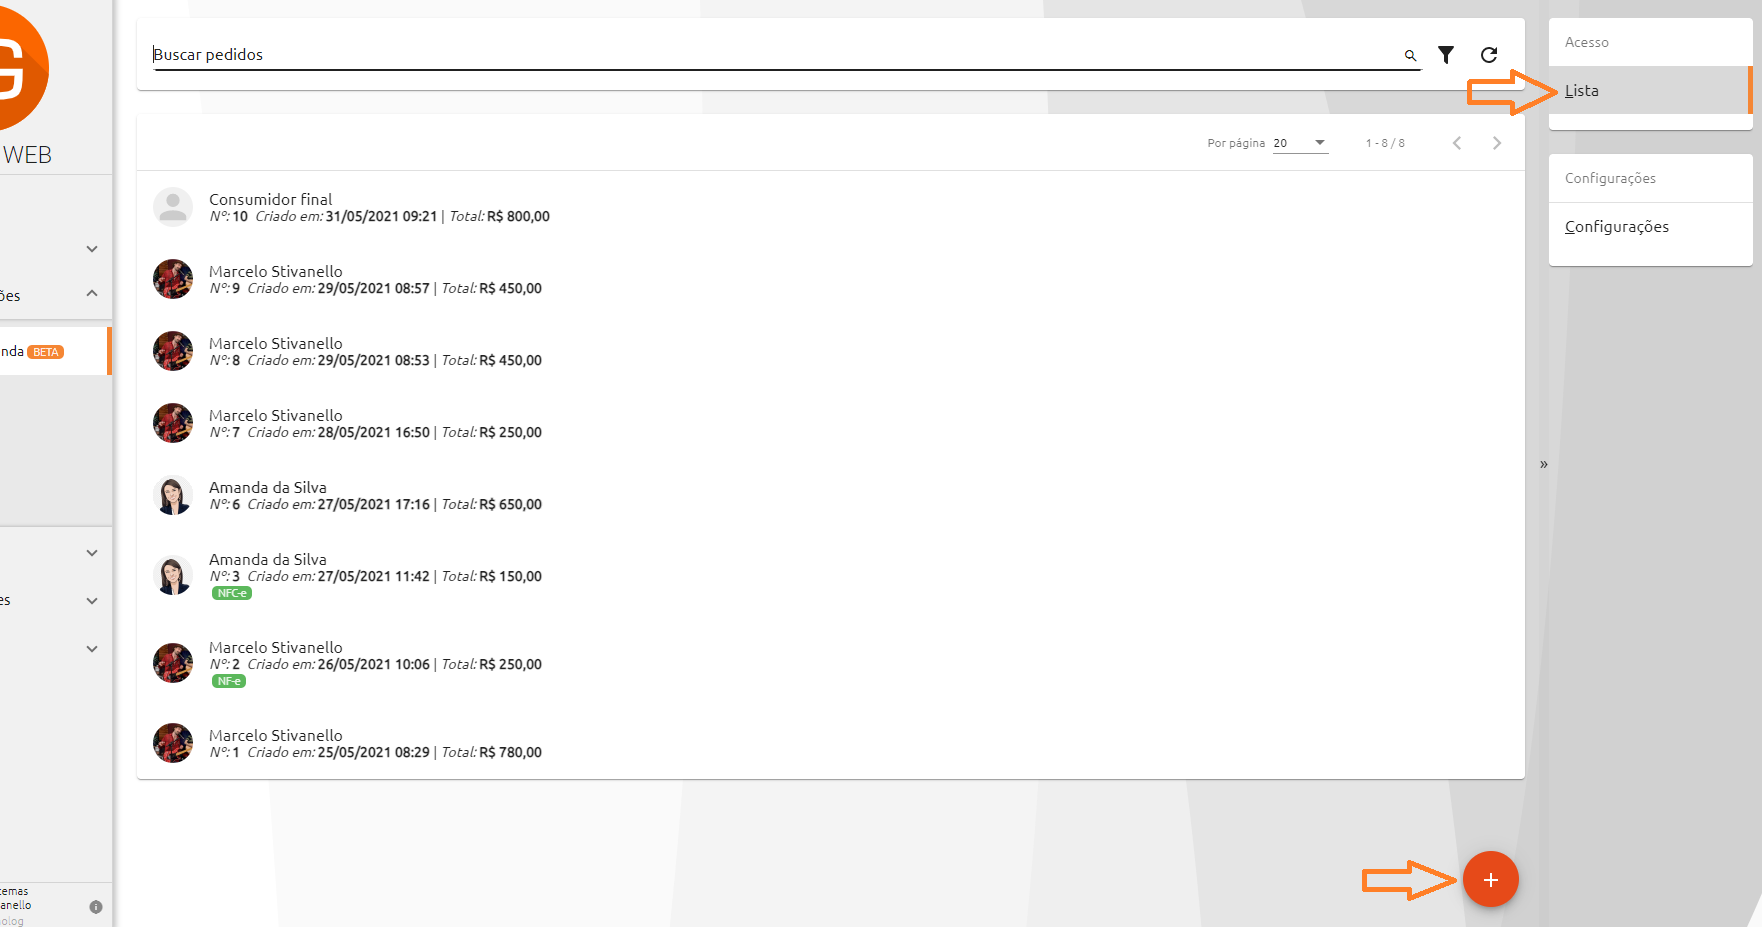 G
WEB
ões
nda BETA
es
temas
anello
olog
Buscar pedidos
Por página 20 1 - 8 / 8
Consumidor final
Nº: 10 Criado em: 31/05/2021 09:21 | Total: R$ 800,00
Marcelo Stivanello
Nº: 9 Criado em: 29/05/2021 08:57 | Total: R$ 450,00
Marcelo Stivanello
Nº: 8 Criado em: 29/05/2021 08:53 | Total: R$ 450,00
Marcelo Stivanello
Nº: 7 Criado em: 28/05/2021 16:50 | Total: R$ 250,00
Amanda da Silva
Nº: 6 Criado em: 27/05/2021 17:16 | Total: R$ 650,00
Amanda da Silva
Nº: 3 Criado em: 27/05/2021 11:42 | Total: R$ 150,00
NFC-e
Marcelo Stivanello
Nº: 2 Criado em: 26/05/2021 10:06 | Total: R$ 250,00
NF-e
Marcelo Stivanello
Nº: 1 Criado em: 25/05/2021 08:29 | Total: R$ 780,00
»
Acesso
Lista
Configurações
Configurações